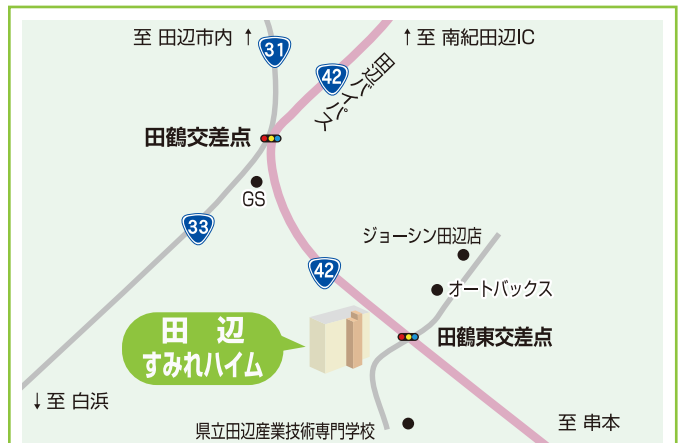 至 田辺市内 ↑
31
↑至 南紀田辺IC
42
田辺バイパス
田鶴交差点
GS
33
ジョーシン田辺店
42
オートバックス
田辺
すみれハイム
田鶴東交差点
↓至 白浜
至 串本
県立田辺産業技術専門学校